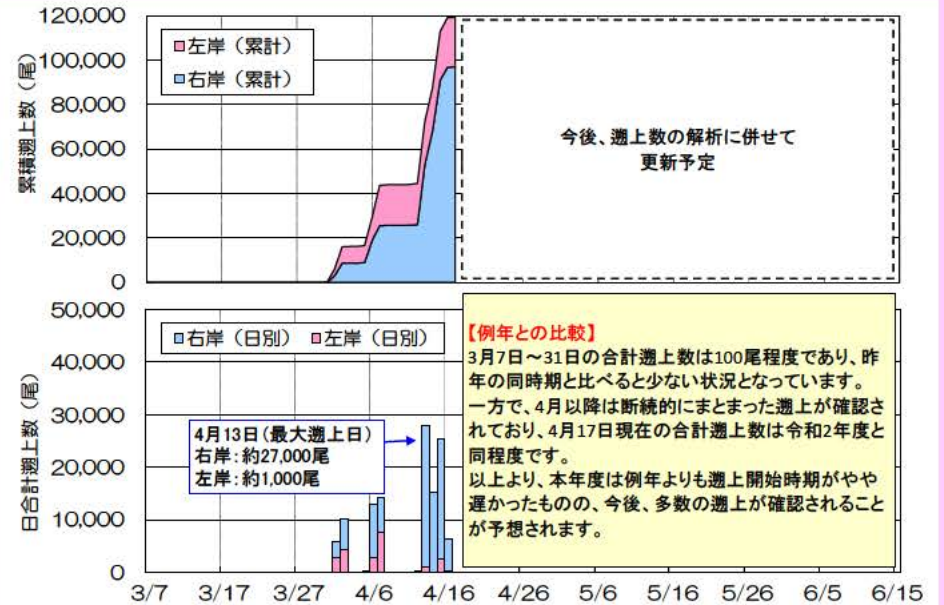 累積遡上数（尾）
120,000
100,000
80,000
60,000
40,000
20,000
0
左岸（累計）
右岸（累計）
今後、遡上数の解析に併せて
更新予定
日合計遡上数（尾）
50,000
40,000
30,000
20,000
10,000
0
右岸（日別） 左岸（日別）
4月13日（最大遡上日）
右岸：約27,000尾
左岸：約1,000尾
【例年との比較】
3月7日～31日の合計遡上数は100尾程度であり、昨
年の同時期と比べると少ない状況となっています。
一方で、4月以降は断続的にまとまった遡上が確認さ
れており、4月17日現在の合計遡上数は令和2年度と
同程度です。
以上より、本年度は例年よりも遡上開始時期がやや
遅かったものの、今後、多数の遡上が確認されること
が予想されます。
3/7 3/17 3/27 4/6 4/16 4/26 5/6 5/16 5/26 6/5 6/15